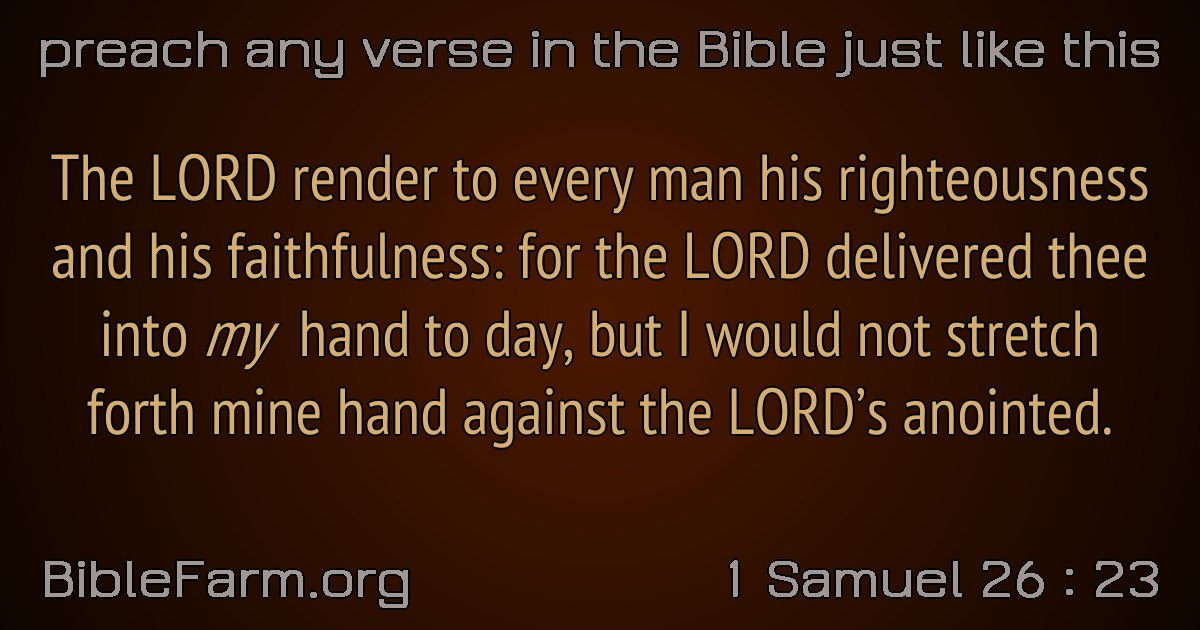 preach any verse in the Bible just like this
The LORD render to every man his righteousness
and his faithfulness: for the LORD delivered thee
into my hand to day, but I would not stretch
forth mine hand against the LORD’s anointed.
BibleFarm.org
1 Samuel 26 : 23